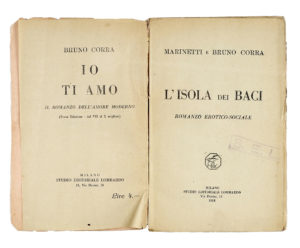 BRUNO CORRA
IO
TI AMO
IL ROMANZO DELL'AMORE MODERNO
MILANO
STUDIO EDITORIALE LOMBARDO
Lire 4.—
MARINETTI e BRUNO CORRA
L'ISOLA DEI BACI
ROMANZO EROTICO-SOCIALE
MILANO
STUDIO EDITORIALE LOMBARDO
1918